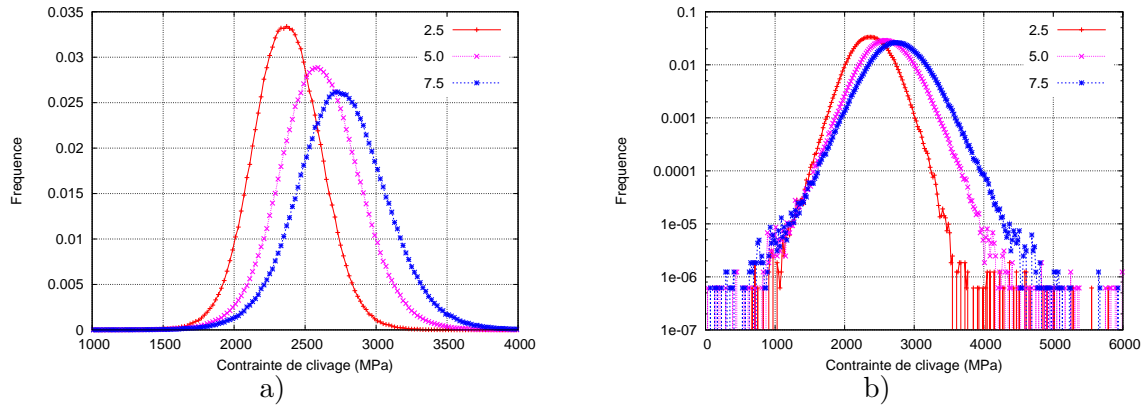 0.035
0.03
0.025
0.02
0.015
0.01
0.005
0
1000 1500 2000 2500 3000 3500 4000
Frequence
Contrainte de clivage (MPa)
2.5
5.0
7.5
a)
0.1
0.01
0.001
0.0001
1e-05
1e-06
1e-07
0 1000 2000 3000 4000 5000 6000
Frequence
Contrainte de clivage (MPa)
2.5
5.0
7.5
b)